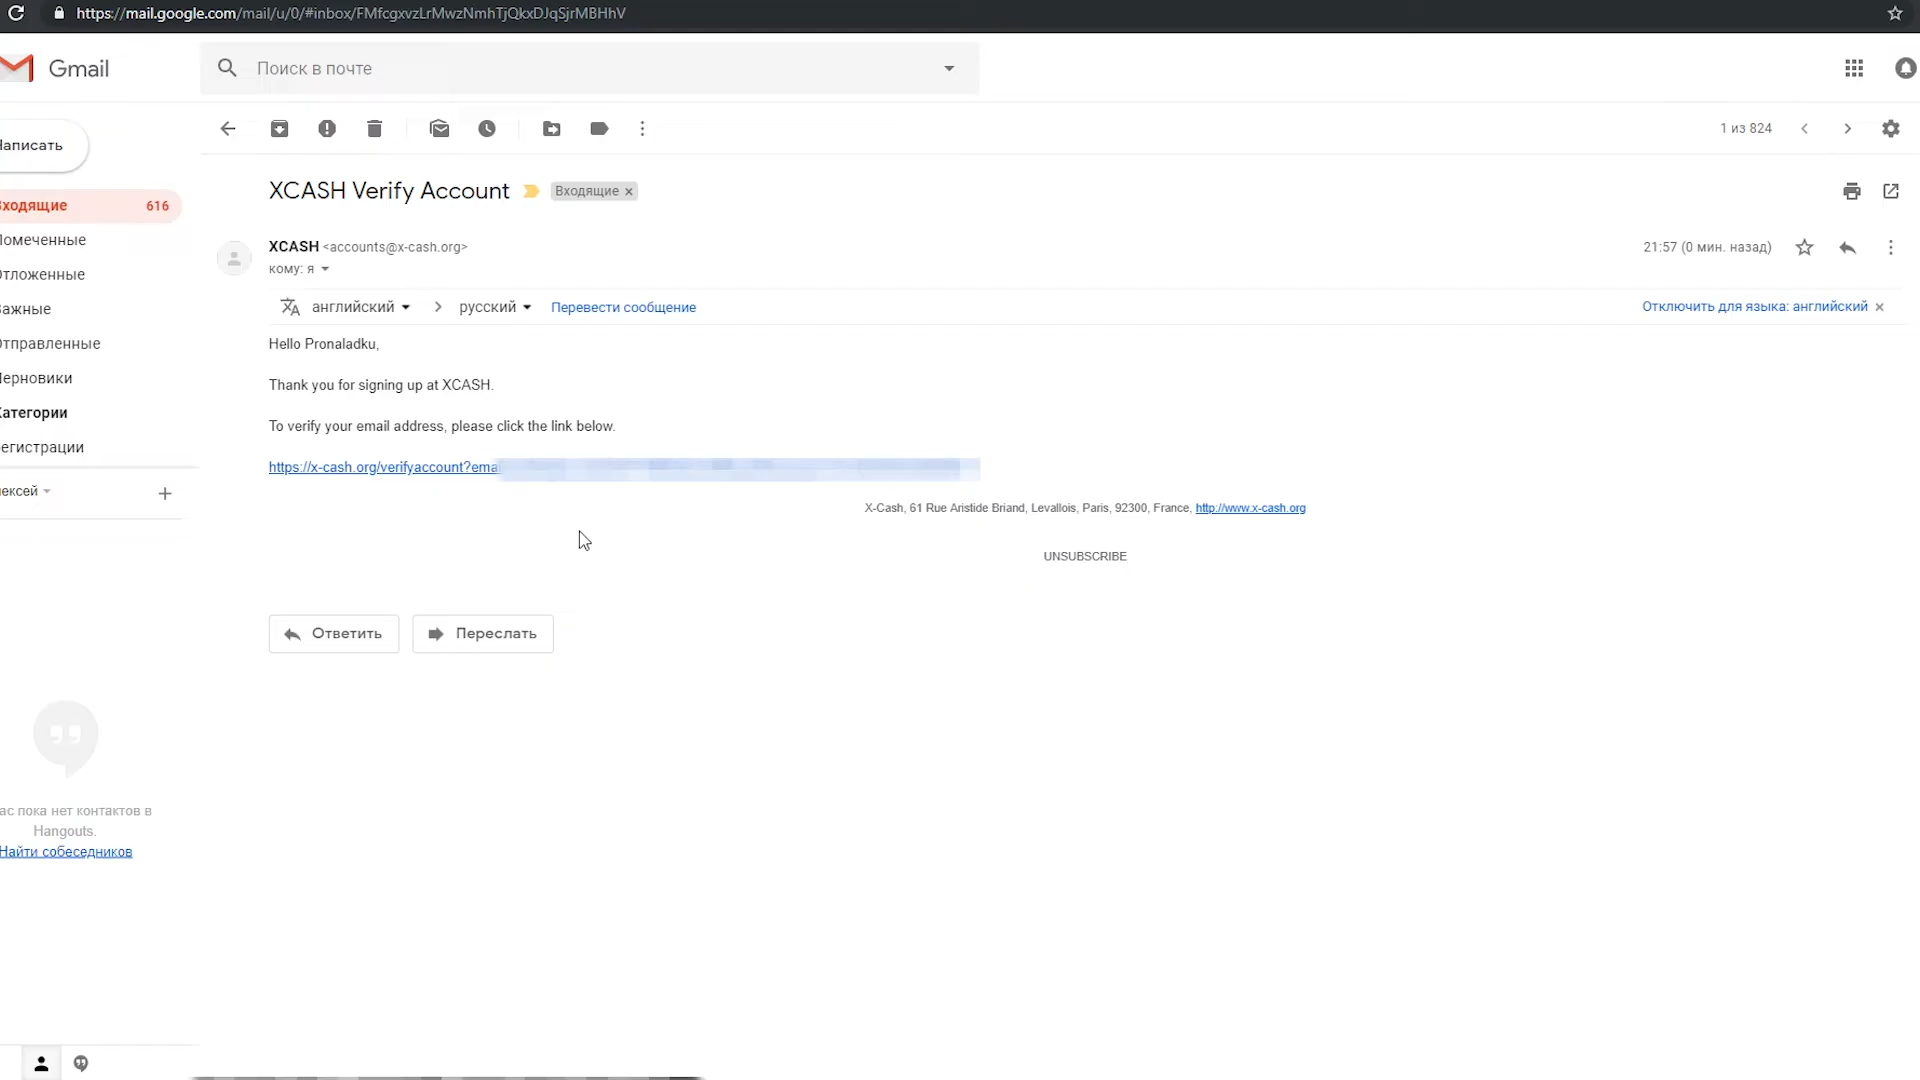 https://mail.google.com/mail/u/0/#inbox/FMfcgxvzLrMwzNmhTjQkxDJqSjrMBHhV
Gmail
Поиск в почте
Написать
1 из 824
XCASH Verify Account
Входящие ×
Входящие 616
XCASH <accounts@x-cash.org>
21:57 (0 мин. назад)
кому: я
Помеченные
Отложенные
Важные
Отправленные
Черновики
Категории
Регистрации
английский > русский Перевести сообщение
Отключить для языка: английский ×
Hello Pronaladku,
Thank you for signing up at XCASH.
To verify your email address, please click the link below.
https://x-cash.org/verifyaccount?ema
ексей
X-Cash, 61 Rue Aristide Briand, Levallois, Paris, 92300, France, http://www.x-cash.org
UNSUBSCRIBE
Ответить
Переслать
ас пока нет контактов в
Hangouts.
Найти собеседников